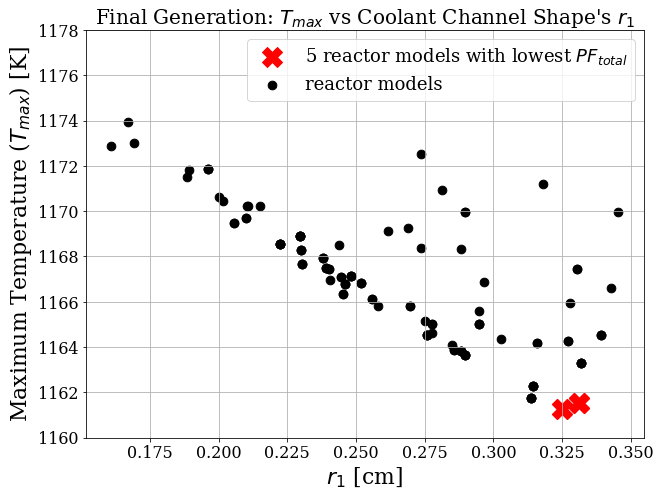 Final Generation: T_max vs Coolant Channel Shape's r_1
5 reactor models with lowest PF_total
reactor models
Maximum Temperature (T_max) [K]
1178
1176
1174
1172
1170
1168
1166
1164
1162
1160
0.175 0.200 0.225 0.250 0.275 0.300 0.325 0.350
r_1 [cm]